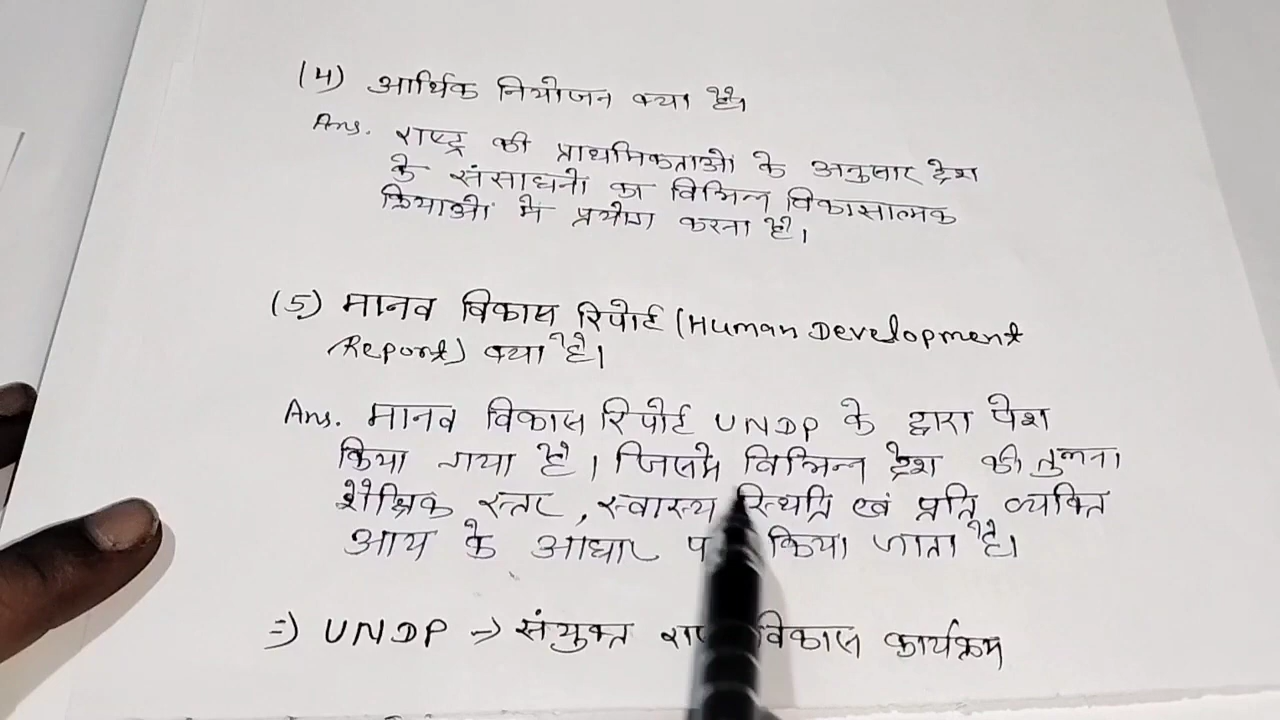 (4) आर्थिक नियोजन क्या है।
Ans. राष्ट्र की प्राथमिकताओं के अनुसार देश
के संसाधनों का विभिन्न विकासात्मक
क्रियाओं में प्रयोग करना है।
(5) मानव विकास रिपोर्ट (Human Development
Report) क्या है।
Ans. मानव विकास रिपोर्ट UNDP के द्वारा पेश
किया गया है। जिसमे विभिन्न देश की तुलना
शैक्षिक स्तर, स्वास्थ्य स्थिति एवं प्रति व्यक्ति
आय के आधार किया जाता है।
=) UNDP → संयुक्त विकास कार्यक्रम